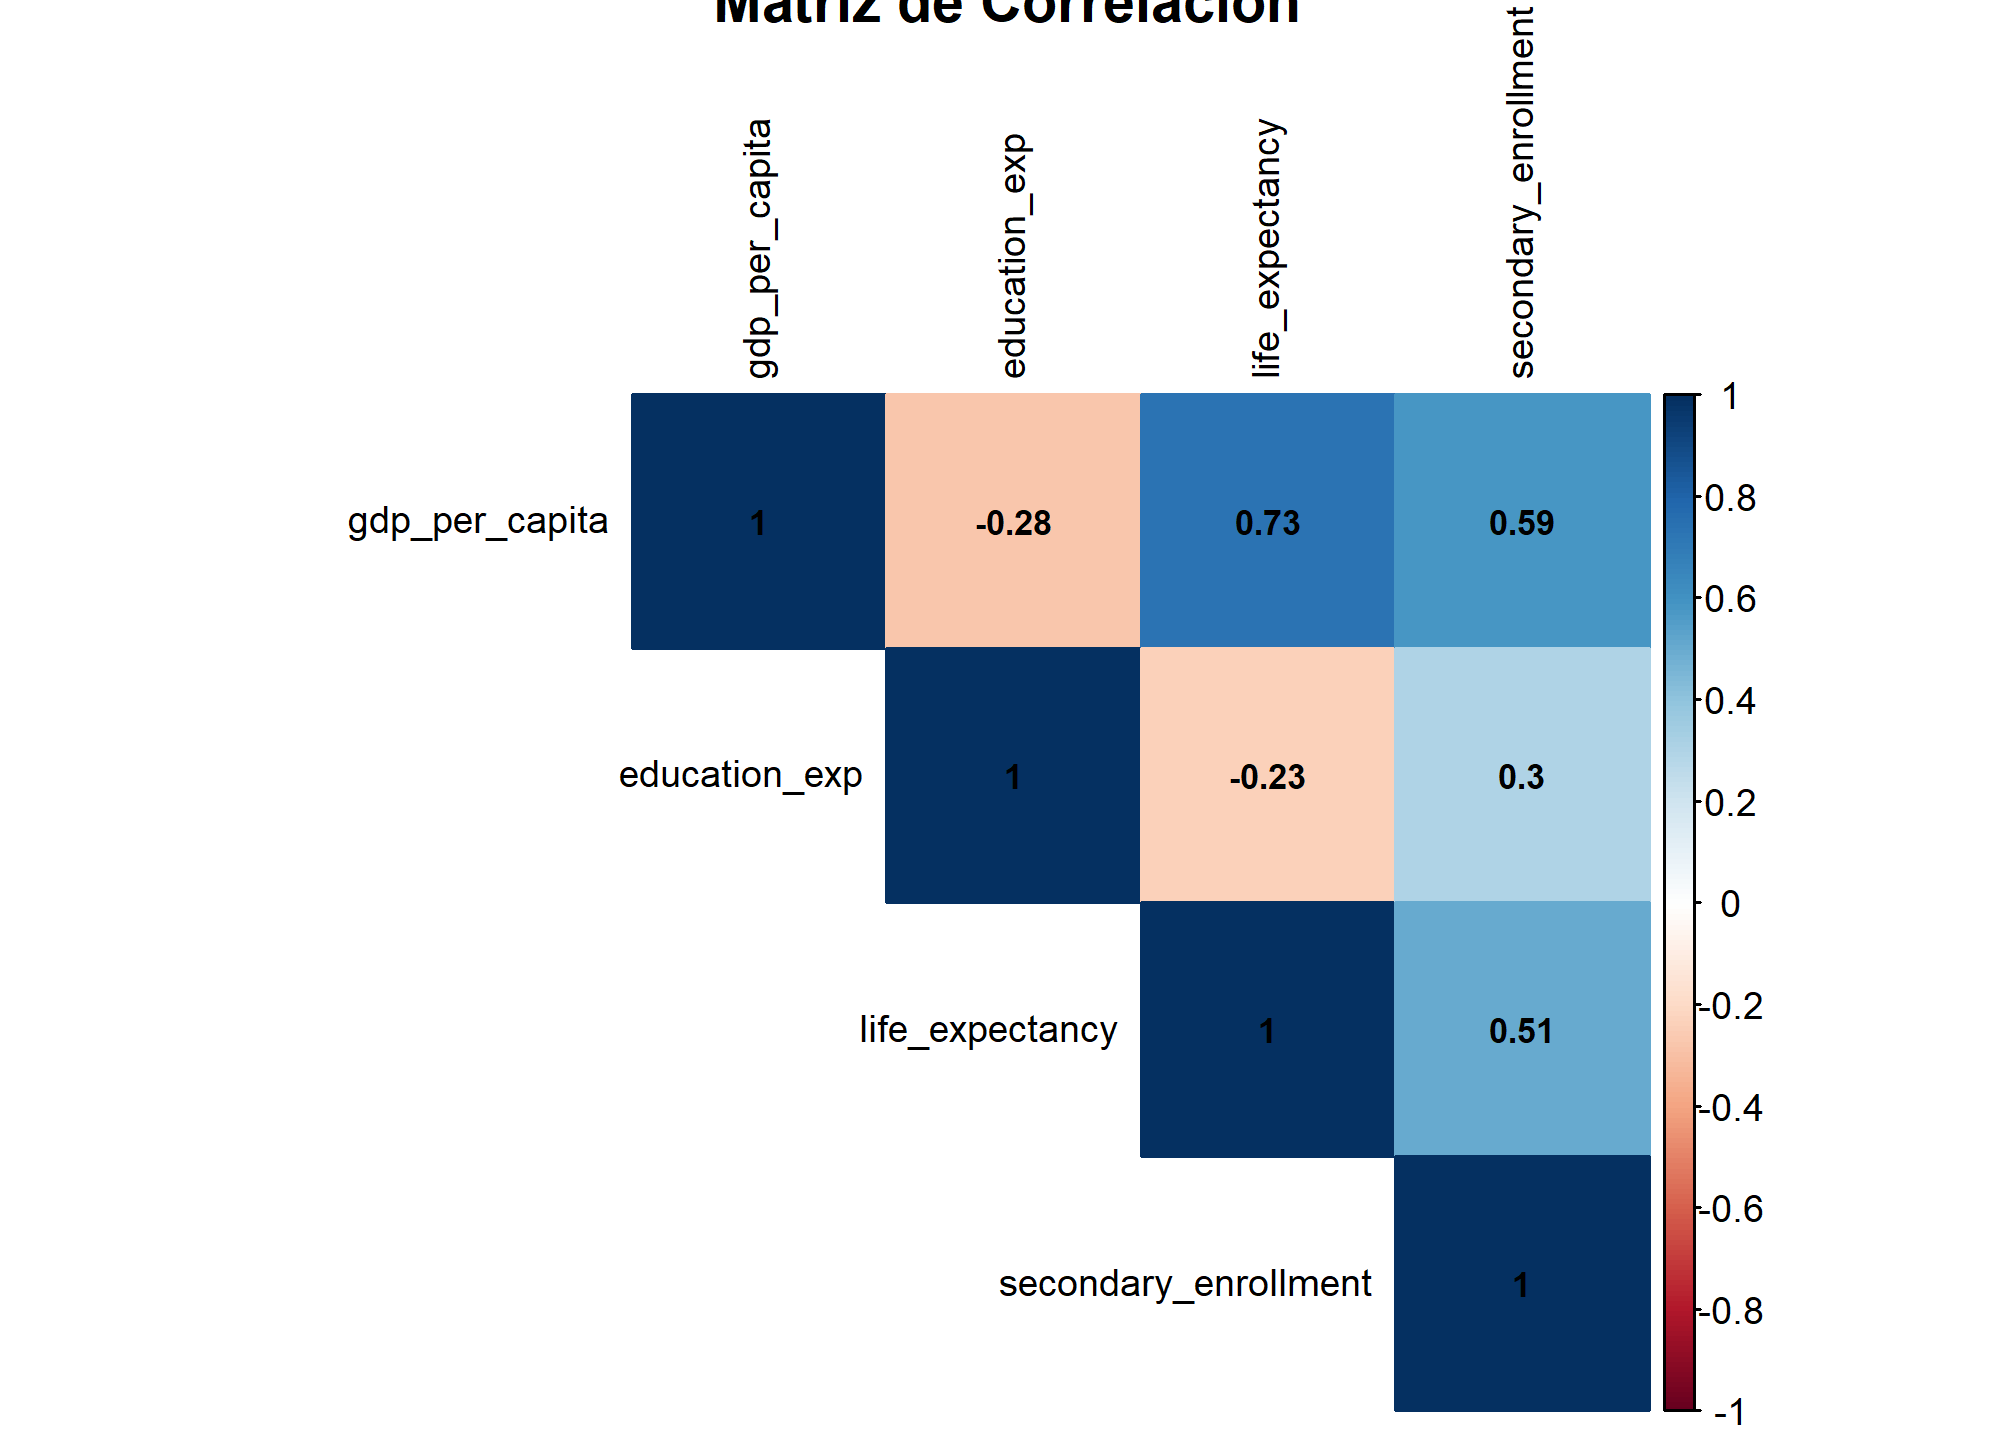 Matriz de Correlación
gdp_per_capita
education_exp
life_expectancy
secondary_enrollment
gdp_per_capita 1 -0.28 0.73 0.59
education_exp 1 -0.23 0.3
life_expectancy 1 0.51
secondary_enrollment 1
1
0.8
0.6
0.4
0.2
0
-0.2
-0.4
-0.6
-0.8
-1